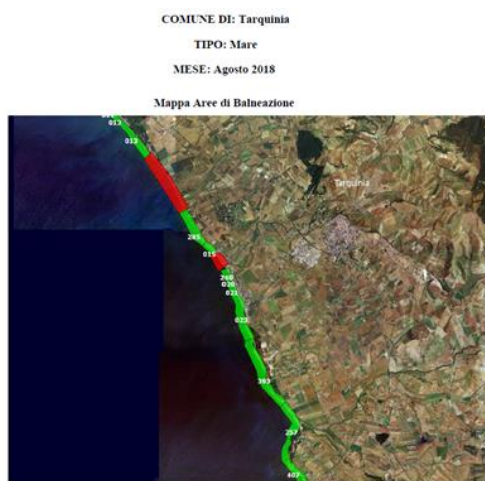 COMUNE DI: Tarquinia
TIPO: Mare
MESE: Agosto 2018
Mappa Aree di Balneazione
013
Tarquinia
015
021
023
393
257
407